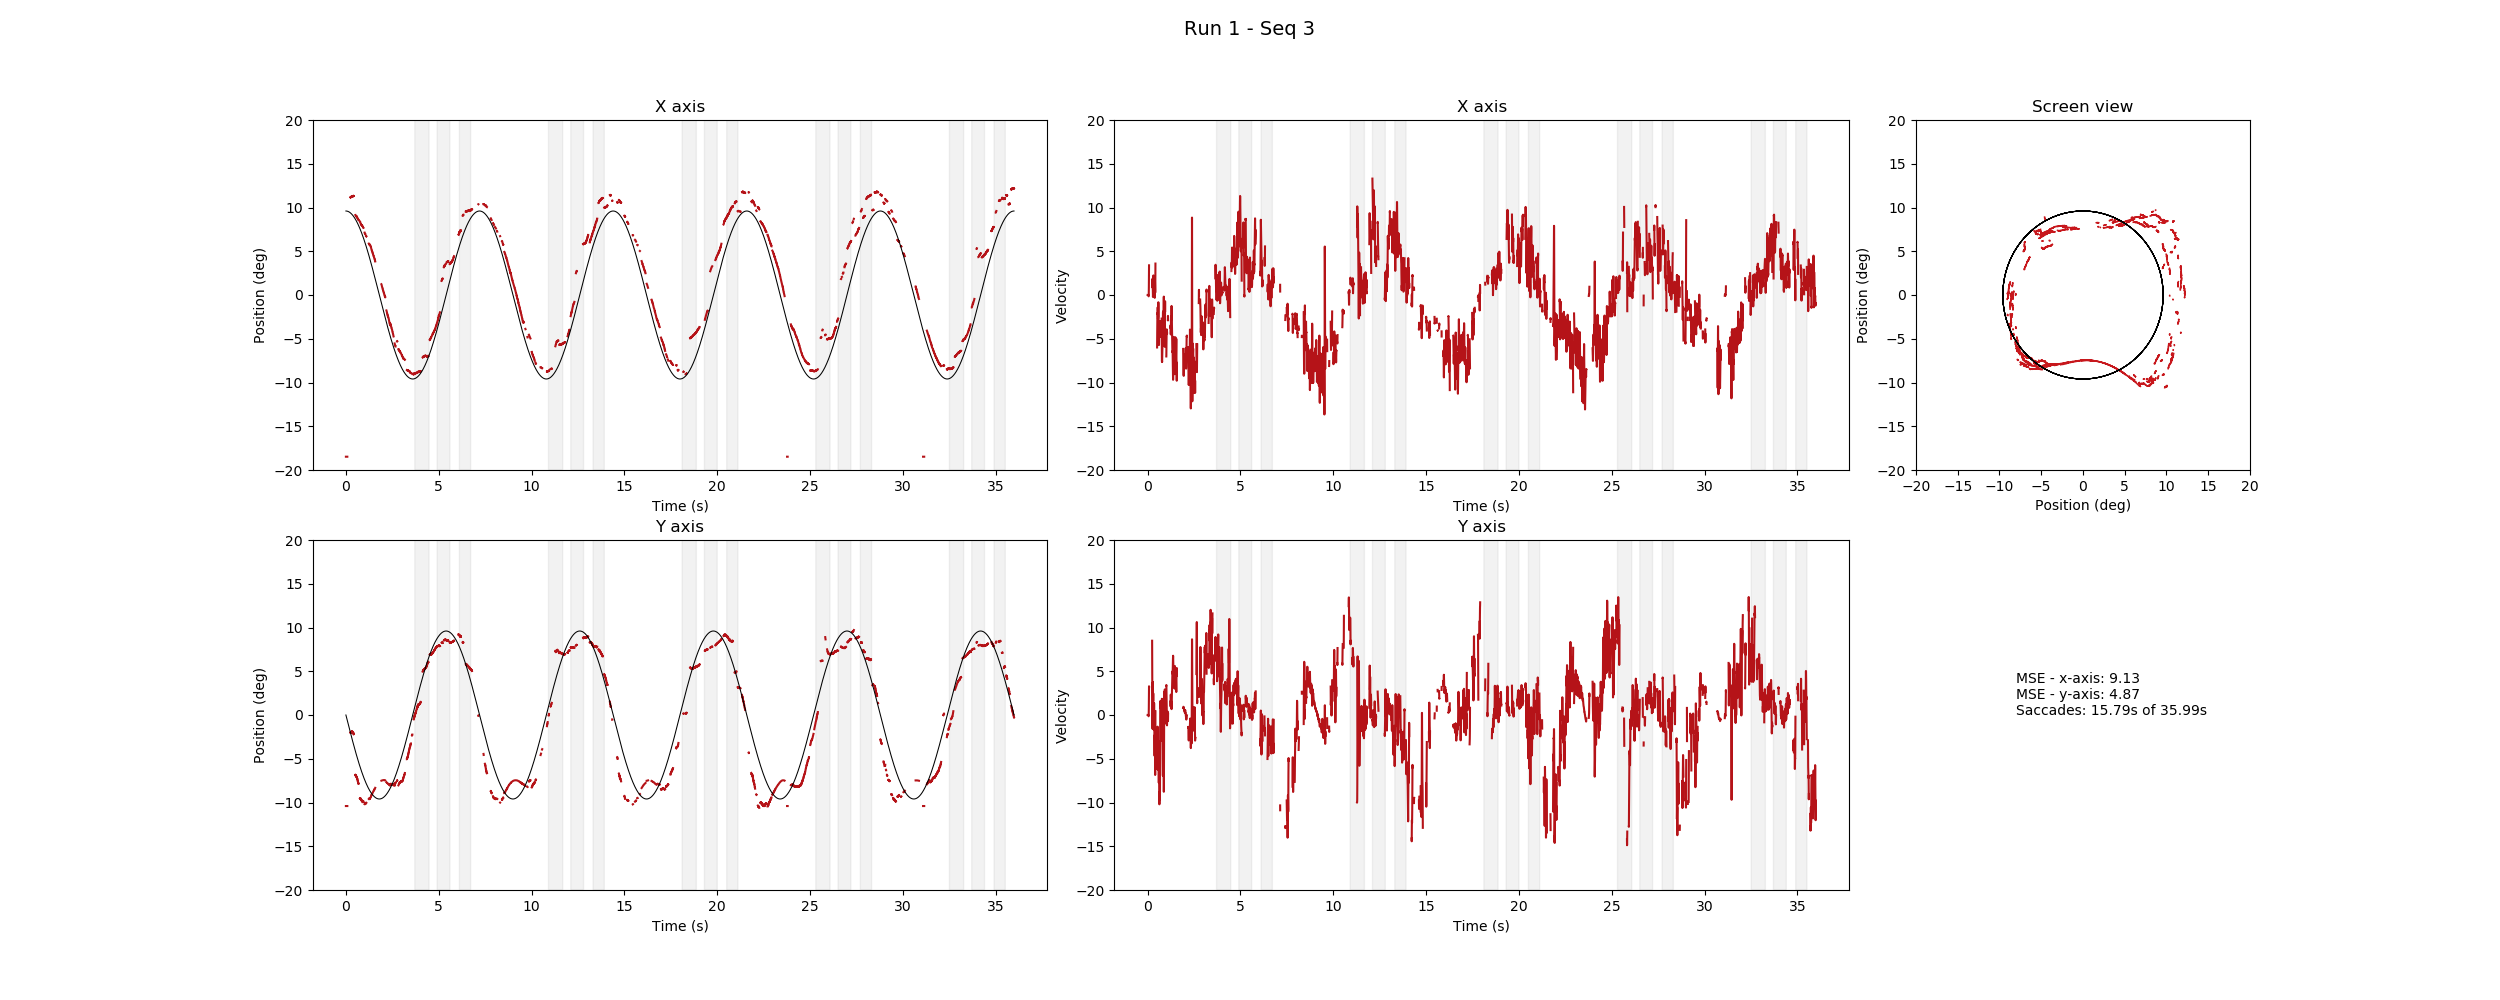 Run 1 - Seq 3
X axis
20
15
10
5
0
−5
−10
−15
−20
Position (deg)
0 5 10 15 20 25 30 35
Time (s)
X axis
20
15
10
5
0
−5
−10
−15
−20
Velocity
0 5 10 15 20 25 30 35
Time (s)
Screen view
20
15
10
5
0
−5
−10
−15
−20
Position (deg)
−20 −15 −10 −5 0 5 10 15 20
Position (deg)
Y axis
20
15
10
5
0
−5
−10
−15
−20
Position (deg)
0 5 10 15 20 25 30 35
Time (s)
Y axis
20
15
10
5
0
−5
−10
−15
−20
Velocity
0 5 10 15 20 25 30 35
Time (s)
MSE - x-axis: 9.13
MSE - y-axis: 4.87
Saccades: 15.79s of 35.99s